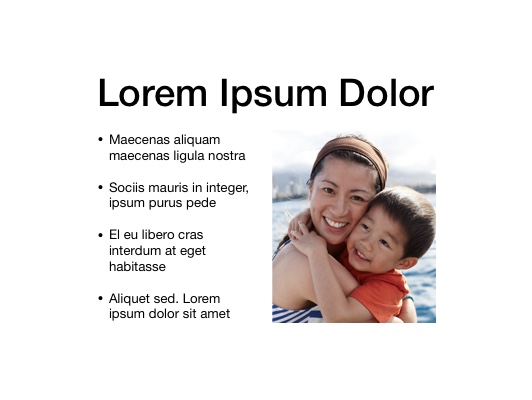 Lorem Ipsum Dolor
• Maecenas aliquam
maecenas ligula nostra
• Sociis mauris in integer,
ipsum purus pede
• El eu libero cras
interdum at eget
habitasse
• Aliquet sed. Lorem
ipsum dolor sit amet